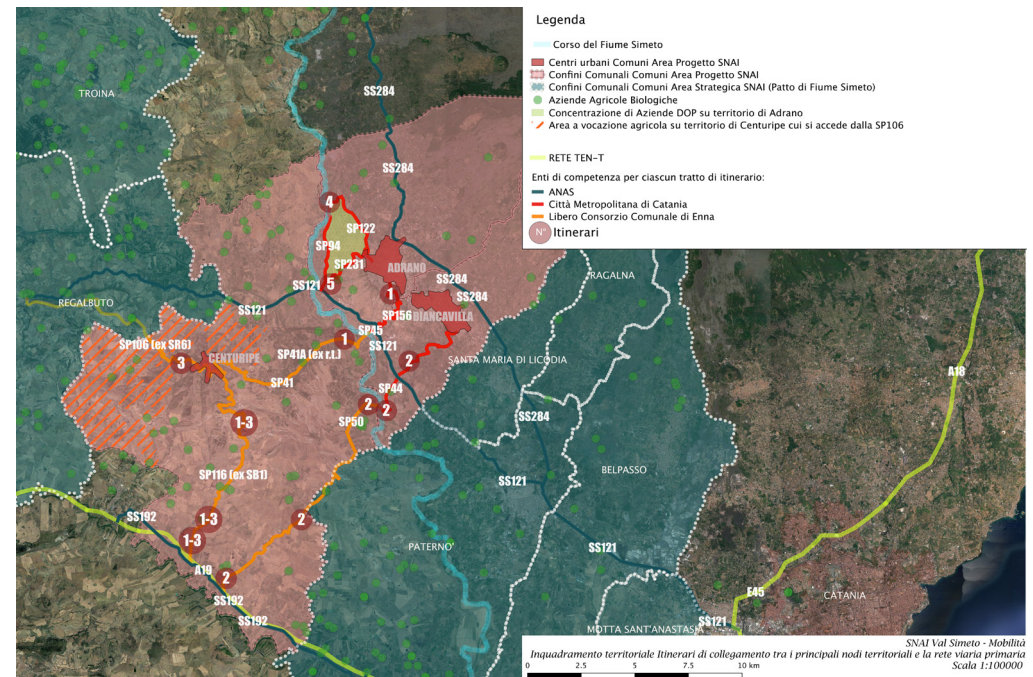 Legenda
Corso del Fiume Simeto
Centri urbani Comuni Area Progetto SNAI
Confini Comunali Comuni Area Progetto SNAI
Confini Comunali Comuni Area Strategica SNAI (Patto di Fiume Simeto)
Aziende Agricole Biologiche
Concentrazione di Aziende DOP su territorio di Adrano
Area a vocazione agricola su territorio di Centuripe cui si accede dalla SP106
RETE TEN-T
Enti di competenza per ciascun tratto di itinerario:
ANAS
Città Metropolitana di Catania
Libero Consorzio Comunale di Enna
N° Itinerari
TROINA
SS284
SS284
4
SP122
SP94
SP231
ADRANO
SS121
5
SS284
RAGALNA
1
SS284
REGALBUTO
SS121
SP156
BIANCAVILLA
SP45
SP106 (ex SR6)
1
SS121
SP41A (ex r.t.)
CENTURIPE
3
2
SANTA MARIA DI LICODIA
A18
SP41
SP44
2
2
SS284
1-3
SP50
BELPASSO
SP116 (ex SB1)
SS121
SS192
1-3
2
1-3
PATERNO'
SS121
A19
2
E45
CATANIA
SS192
SS192
SS121
MOTTA SANT'ANASTASIA
SNAI Val Simeto - Mobilità
Inquadramento territoriale Itinerari di collegamento tra i principali nodi territoriali e la rete viaria primaria
Scala 1:100000
0 2.5 5 7.5 10 km